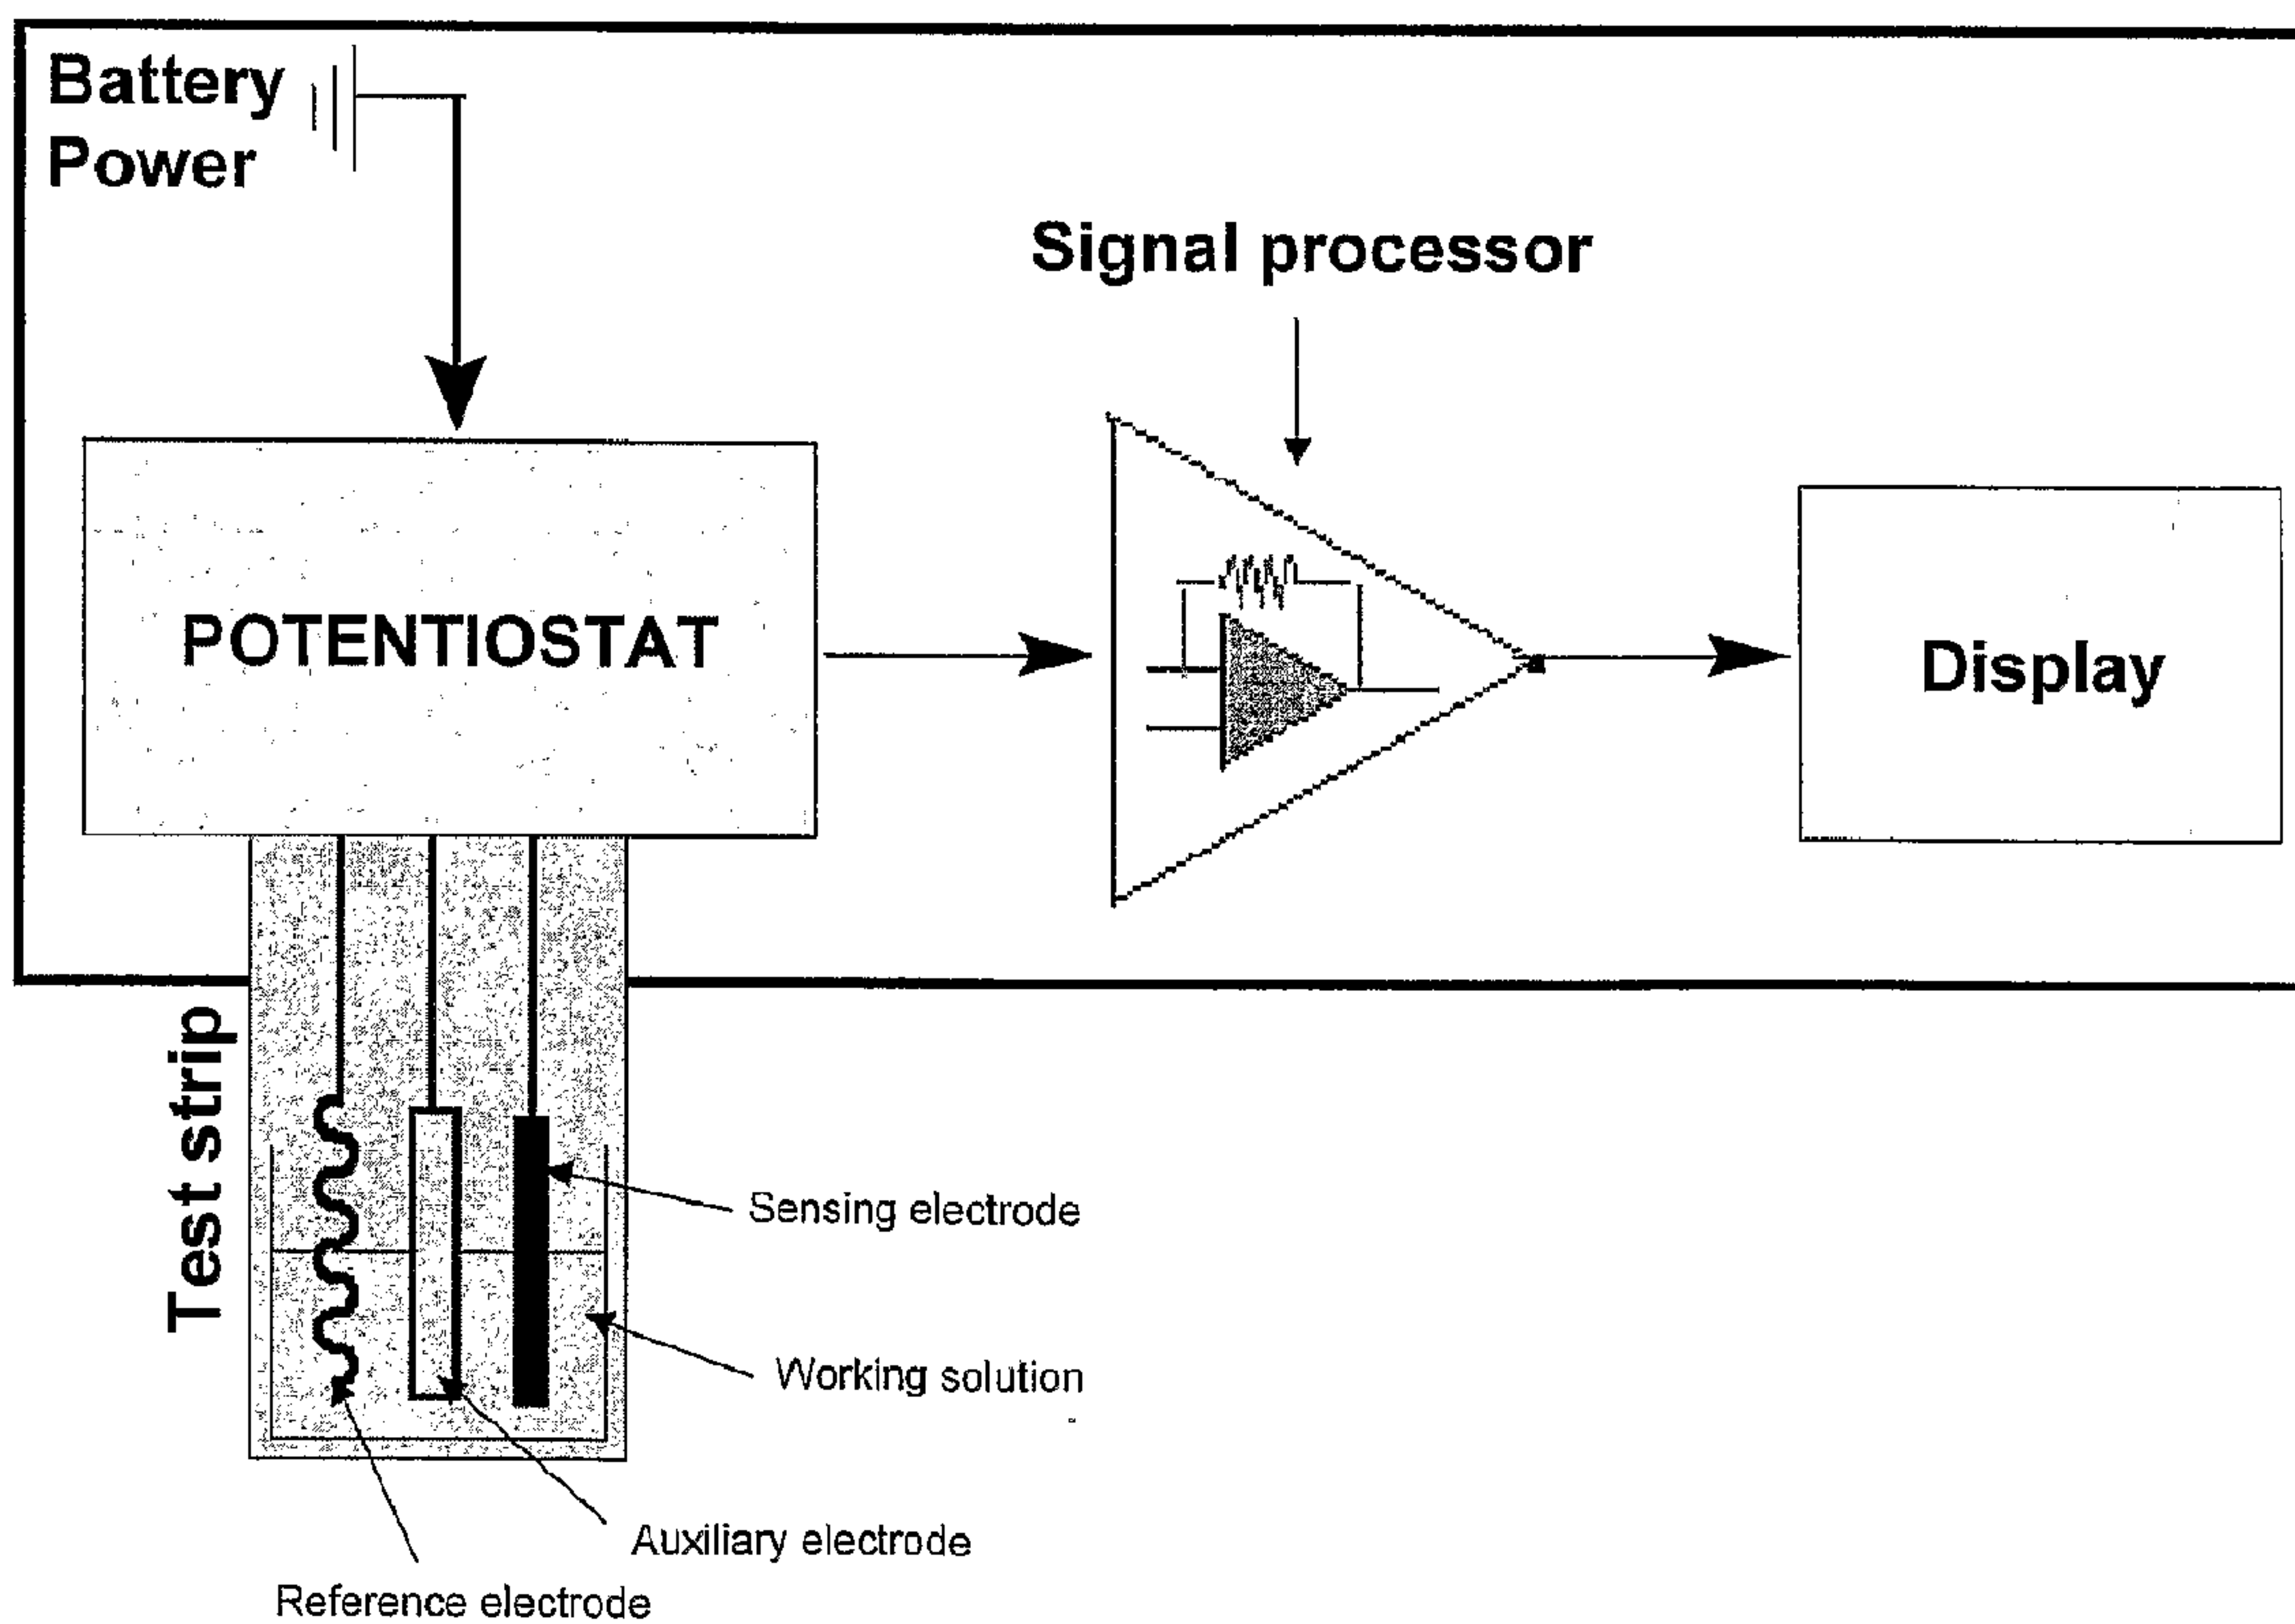 Battery
Power
Signal processor
POTENTIOSTAT
Display
Test strip
Sensing electrode
Working solution
Auxiliary electrode
Reference electrode